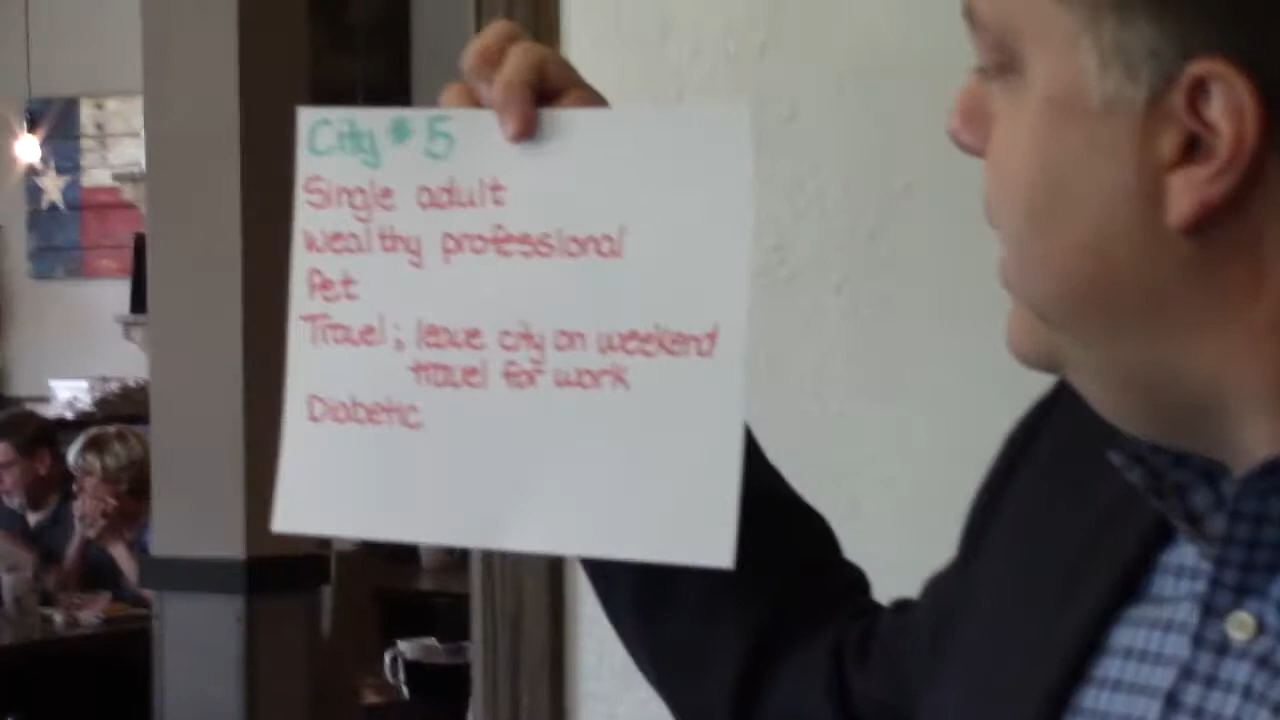 City # 5
Single adult
wealthy professional
Pet
Travel; leave city on weekend
travel for work
Diabetic